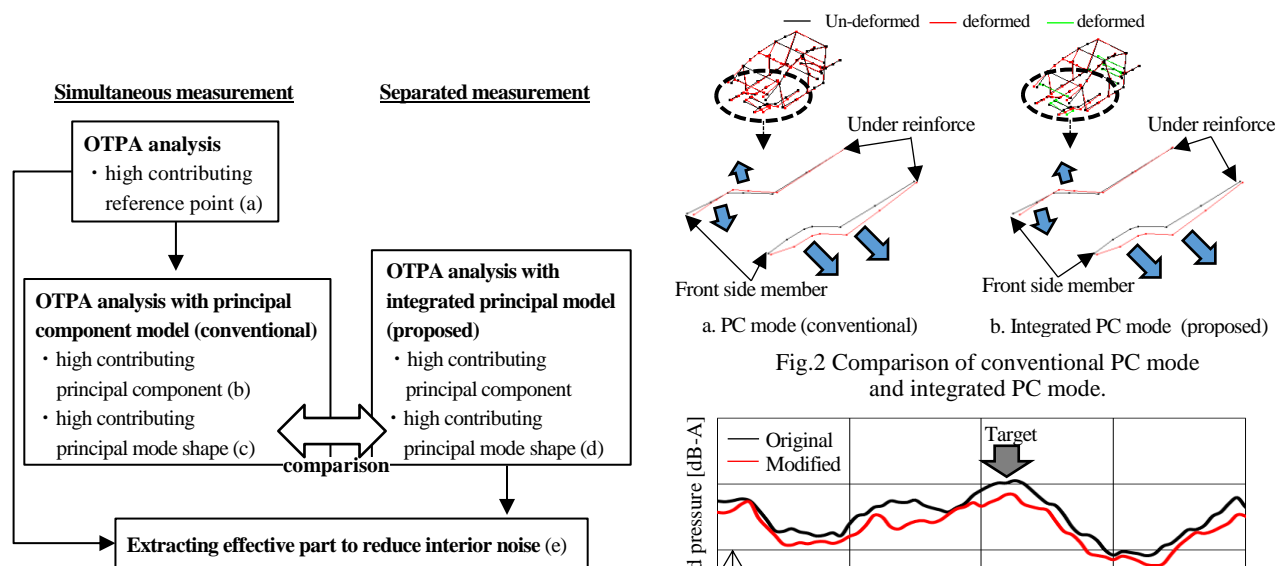 Simultaneous measurement
Separated measurement
OTPA analysis
・high contributing
reference point (a)
OTPA analysis with principal
component model (conventional)
・high contributing
principal component (b)
・high contributing
principal mode shape (c)
OTPA analysis with
integrated principal model
(proposed)
・high contributing
principal component
・high contributing
principal mode shape (d)
comparison
Extracting effective part to reduce interior noise (e)
Un-deformed
deformed
deformed
Under reinforce
Front side member
a. PC mode (conventional)
Under reinforce
Front side member
b. Integrated PC mode (proposed)
Fig.2 Comparison of conventional PC mode
and integrated PC mode.
Original
Modified
Target
pressure [dB-A]